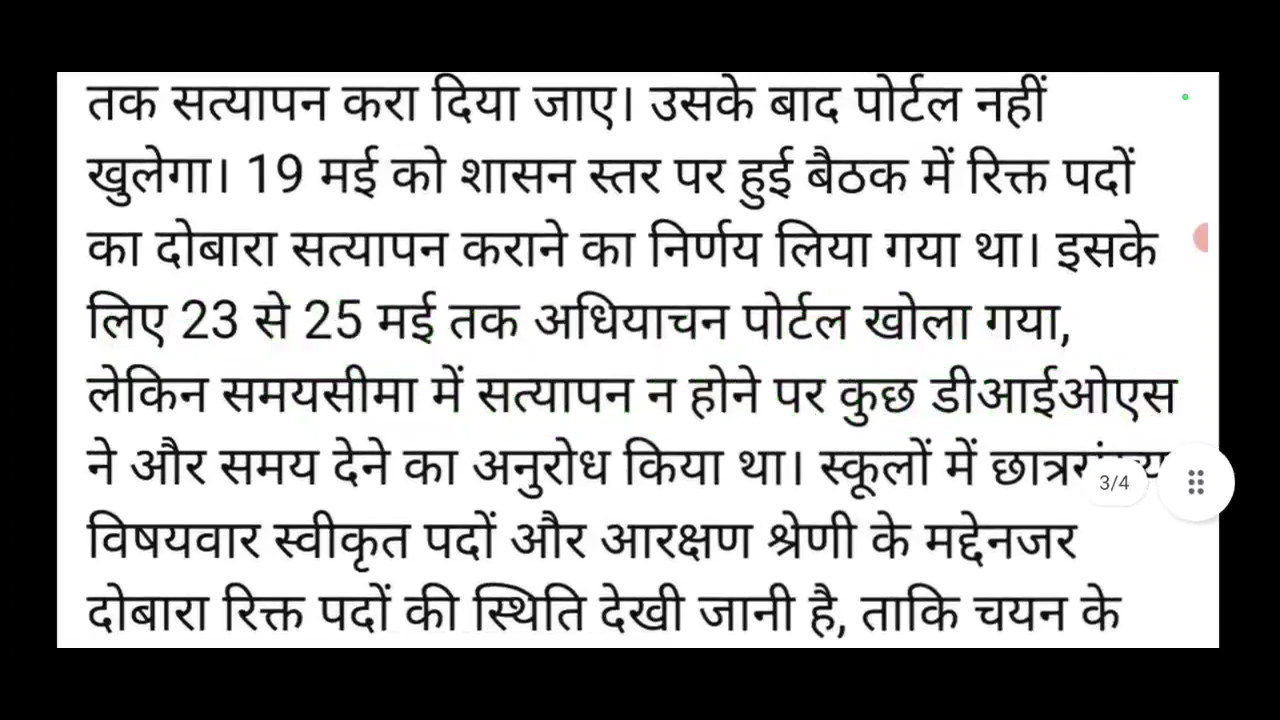 तक सत्यापन करा दिया जाए। उसके बाद पोर्टल नहीं
खुलेगा। 19 मई को शासन स्तर पर हुई बैठक में रिक्त पदों
का दोबारा सत्यापन कराने का निर्णय लिया गया था। इसके
लिए 23 से 25 मई तक अधियाचन पोर्टल खोला गया,
लेकिन समयसीमा में सत्यापन न होने पर कुछ डीआईओएस
ने और समय देने का अनुरोध किया था। स्कूलों में
3/4
विषयवार स्वीकृत पदों और आरक्षण श्रेणी के मद्देनजर
दोबारा रिक्त पदों की स्थिति देखी जानी है, ताकि चयन के